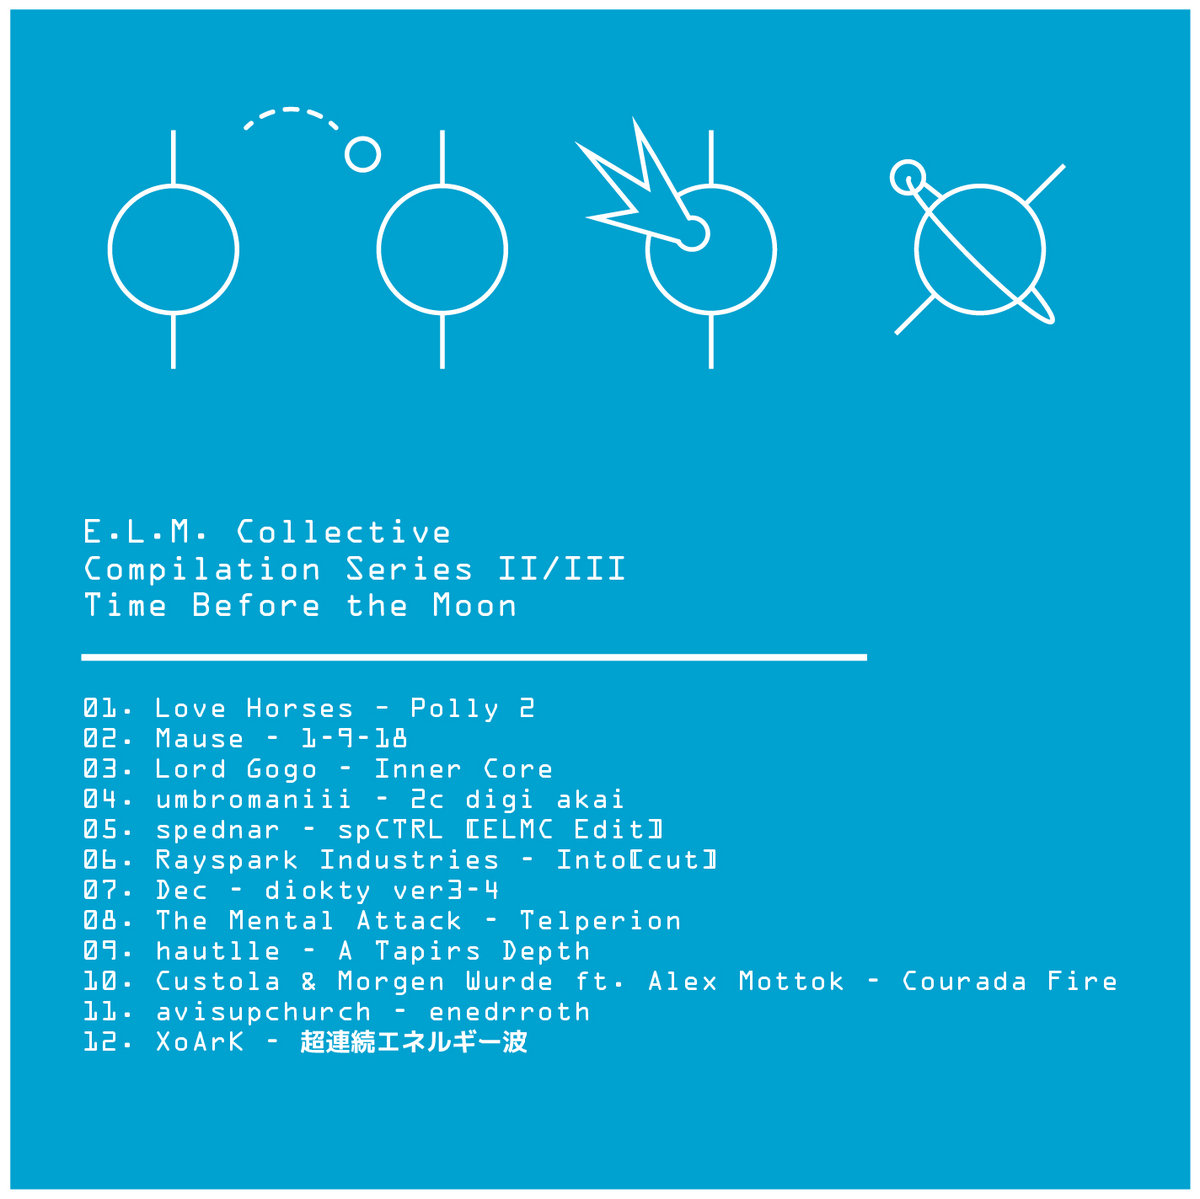 E.L.M. Collective
Compilation Series II/III
Time Before the Moon
01. Love Horses - Polly 2
02. Mause - 1-9-18
03. Lord Gogo - Inner Core
04. umbromaniii - 2c digi akai
05. spednar - spCTRL [ELMC Edit]
06. Rayspark Industries - Into[cut]
07. Dec - diokty ver3-4
08. The Mental Attack - Telperion
09. hautlle - A Tapirs Depth
10. Custola & Morgen Wurde ft. Alex Mottok - Courada Fire
11. avisupchurch - enedrroth
12. XoArK - 超連続エネルギー波